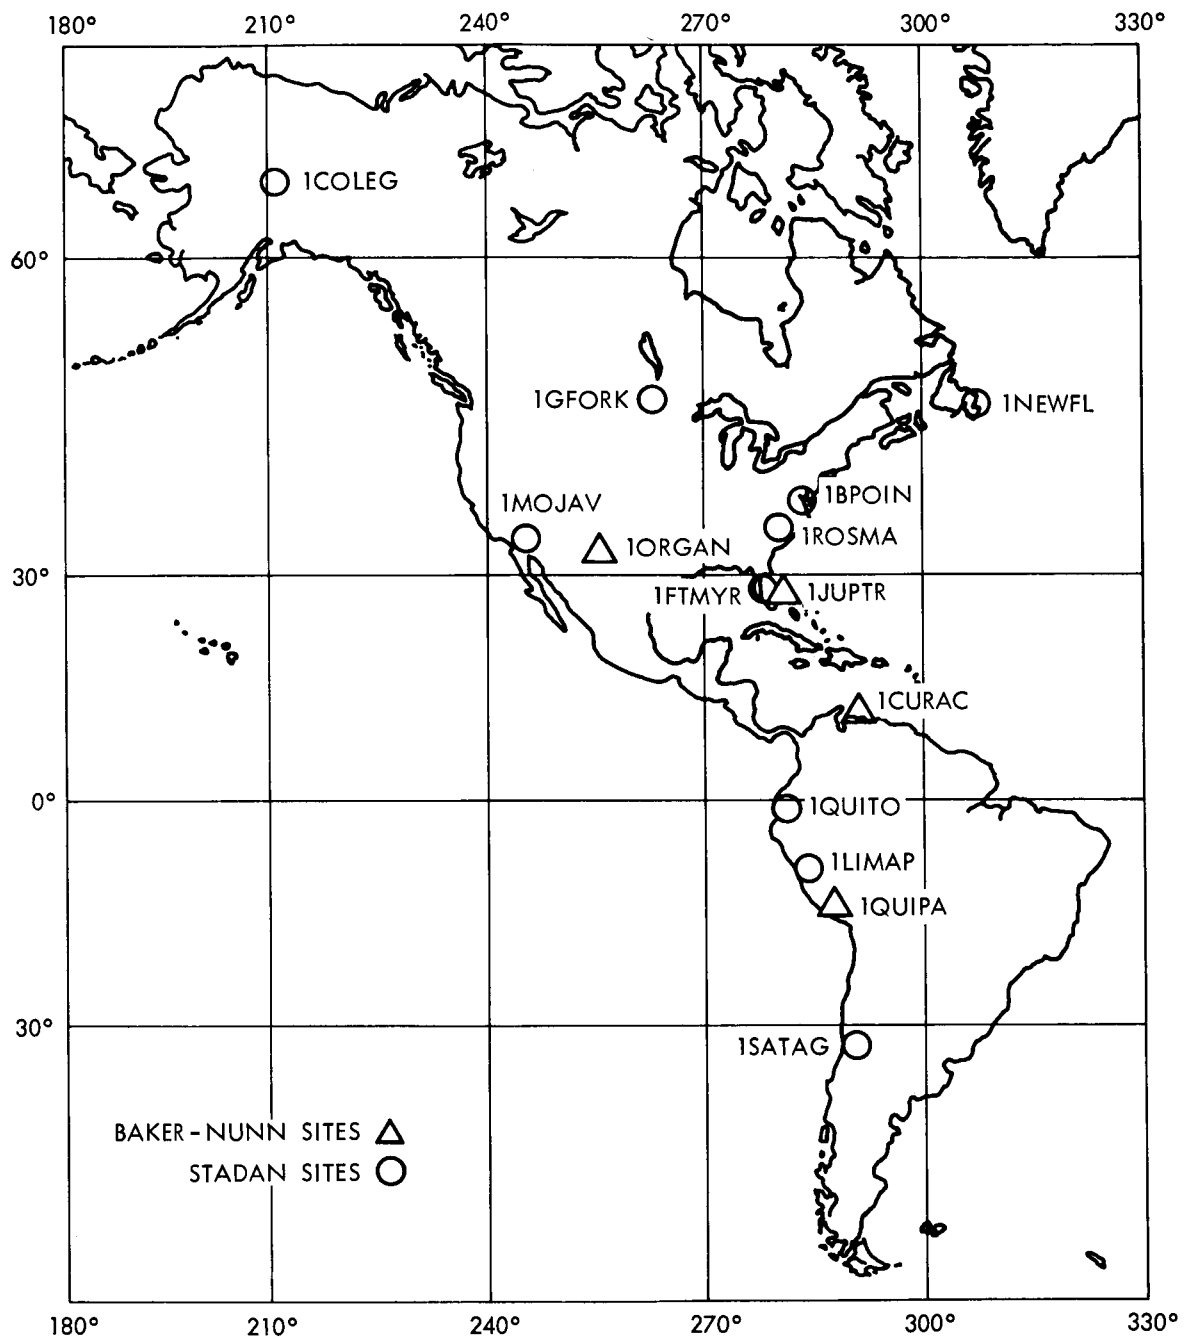 180° 210° 240° 270° 300° 330°
1COLEG
60°
1GFORK
1NEWFL
1MOJAV
1BPOIN
1ROSMA
1ORGAN
30°
1FTMYR
1JUPTR
1CURAC
0°
1QUITO
1LIMAP
1QUIPA
30°
1SATAG
BAKER-NUNN SITES
STADAN SITES
180° 210° 240° 270° 300° 330°